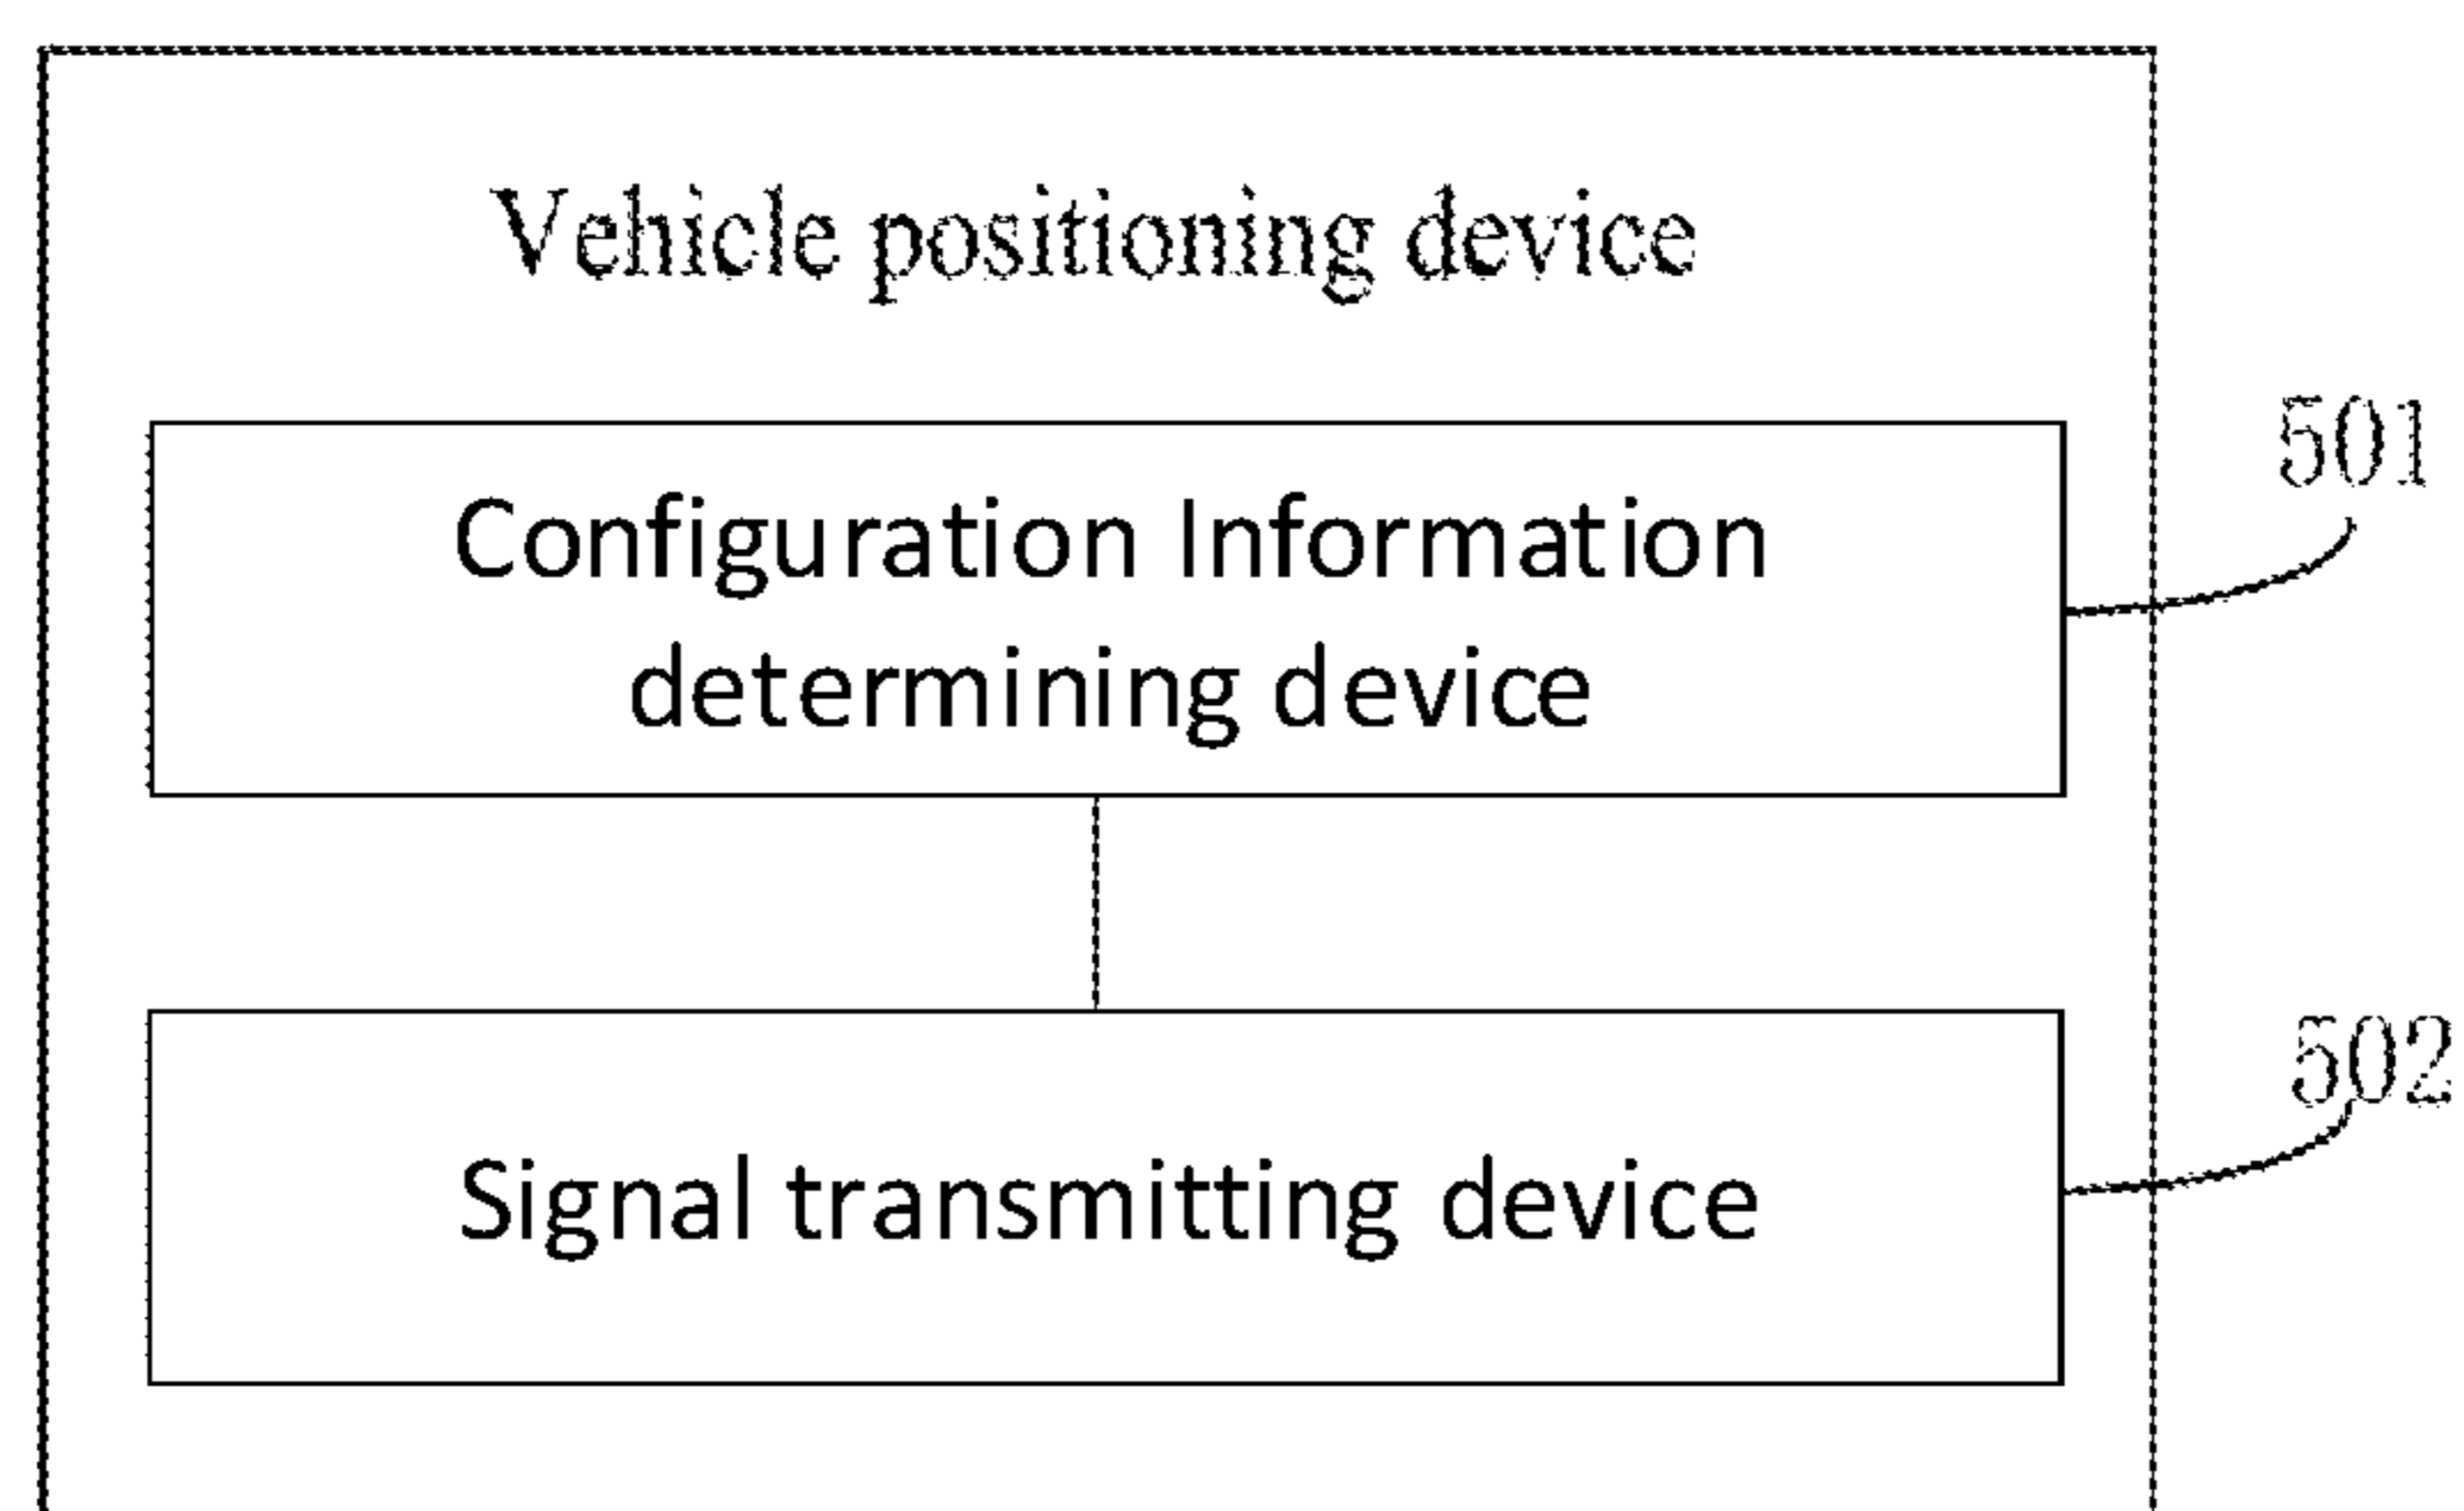 Vehicle positioning device
501
Configuration Information
determining device
502
Signal transmitting device